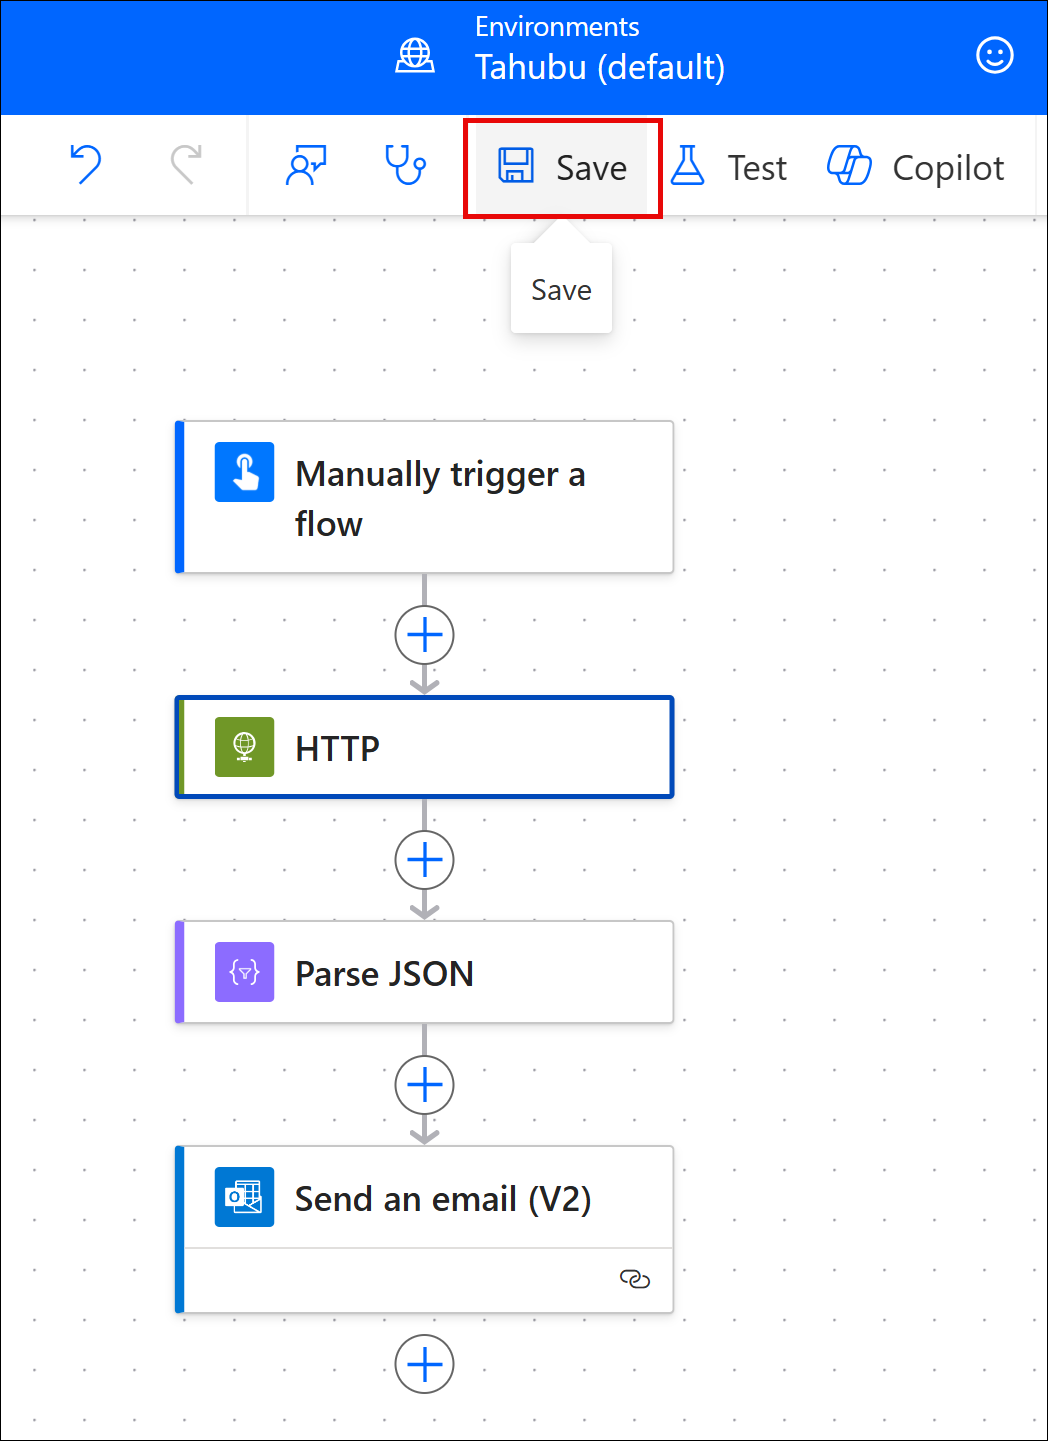 Environments
Tahubu (default)
Save
Test
Copilot
Save
Manually trigger a
flow
HTTP
Parse JSON
Send an email (V2)